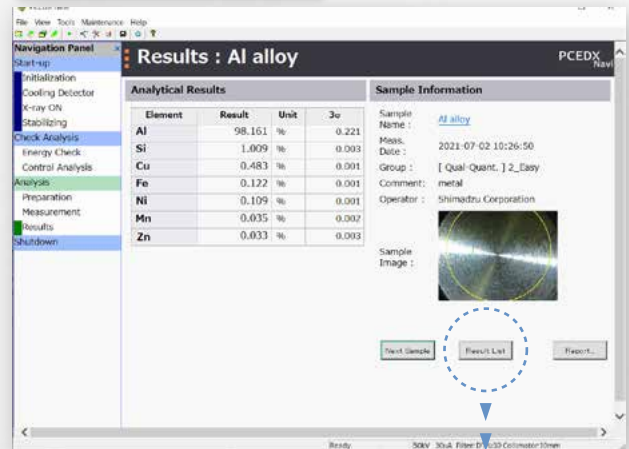 File View Tools Maintenance Help
Navigation Panel
Start-up
Initialization
Cooling Detector
X-ray ON
Stabilizing
Check Analysis
Energy Check
Control Analysis
Analysis
Preparation
Measurement
Results
Shutdown
Results : Al alloy
PCEDX
Navi
Analytical Results
Element Result Unit 3σ
Al 98.161 % 0.221
Si 1.009 % 0.003
Cu 0.483 % 0.001
Fe 0.122 % 0.001
Ni 0.109 % 0.001
Mn 0.035 % 0.002
Zn 0.033 % 0.003
Sample Information
Sample Name : Al alloy
Meas. Date : 2021-07-02 10:26:50
Group : [ Qual-Quant. ] 2_Easy
Comment: metal
Operator : Shimadzu Corporation
Sample Image :
Next Sample
Result List
Report..
Ready
50kV
Collimator:10mm